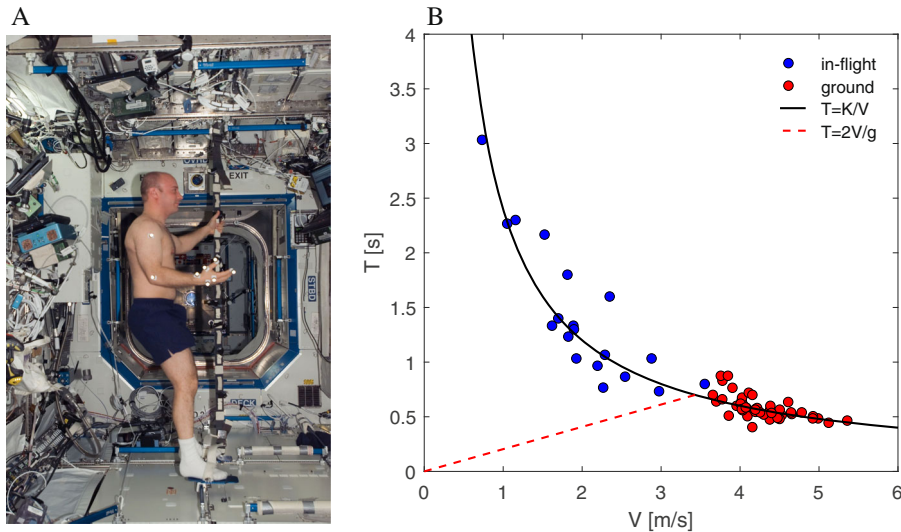 A
EXIT
STBD
B
4
3.5
3
2.5
2
1.5
1
0.5
0
T [s]
in-flight
ground
T=K/V
T=2V/g
0 1 2 3 4 5 6
V [m/s]